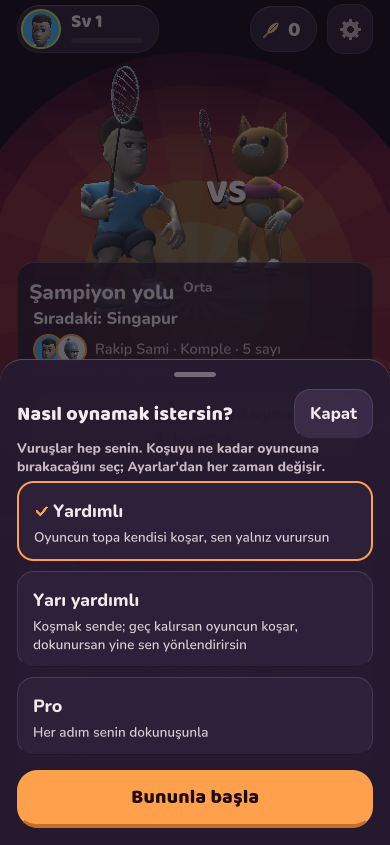 Sv 1
0
VS
Şampiyon yolu Orta
Sıradaki: Singapur
Rakip Sami · Komple · 5 sayı
Nasıl oynamak istersin?
Kapat
Vuruşlar hep senin. Koşuyu ne kadar oyuncuna
bırakacağını seç; Ayarlar'dan her zaman değişir.
Yardımlı
Oyuncun topa kendisi koşar, sen yalnız vurursun
Yarı yardımlı
Koşmak sende; geç kalırsan oyuncun koşar,
dokunursan yine sen yönlendirirsin
Pro
Her adım senin dokunuşunla
Bununla başla